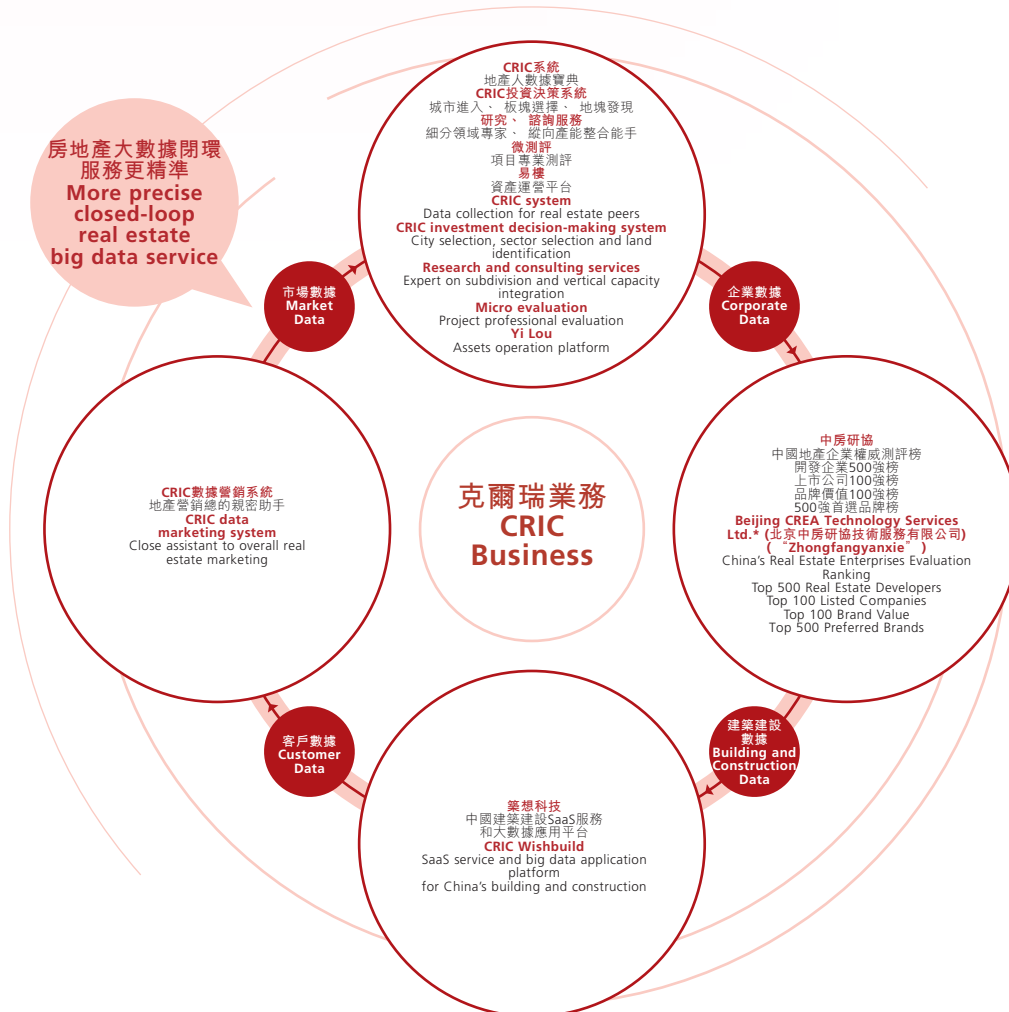 房地產大數據閉環
服務更精準
More precise
closed-loop
real estate
big data service
CRIC系統
地產人數據寶典
CRIC投資決策系統
城市進入、 板塊選擇、 地塊發現
研究、 諮詢服務
細分領域專家、 縱向產能整合能手
微測評
項目專業測評
易樓
資產運營平台
CRIC system
Data collection for real estate peers
CRIC investment decision-making system
City selection, sector selection and land
identification
Research and consulting services
Expert on subdivision and vertical capacity
integration
Micro evaluation
Project professional evaluation
Yi Lou
Assets operation platform
市場數據
Market
Data
企業數據
Corporate
Data
CRIC數據營銷系統
地產營銷總的親密助手
CRIC data
marketing system
Close assistant to overall real
estate marketing
克爾瑞業務
CRIC
Business
中房研協
中國地產企業權威測評榜
開發企業500強榜
上市公司100強榜
品牌價值100強榜
500強首選品牌榜
Beijing CREA Technology Services
Ltd.* (北京中房研協技術服務有限公司)
( “Zhongfangyanxie” )
China’s Real Estate Enterprises Evaluation
Ranking
Top 500 Real Estate Developers
Top 100 Listed Companies
Top 100 Brand Value
Top 500 Preferred Brands
客戶數據
Customer
Data
建築建設
數據
Building and
Construction
Data
築想科技
中國建築建設SaaS服務
和大數據應用平台
CRIC Wishbuild
SaaS service and big data application
platform
for China’s building and construction